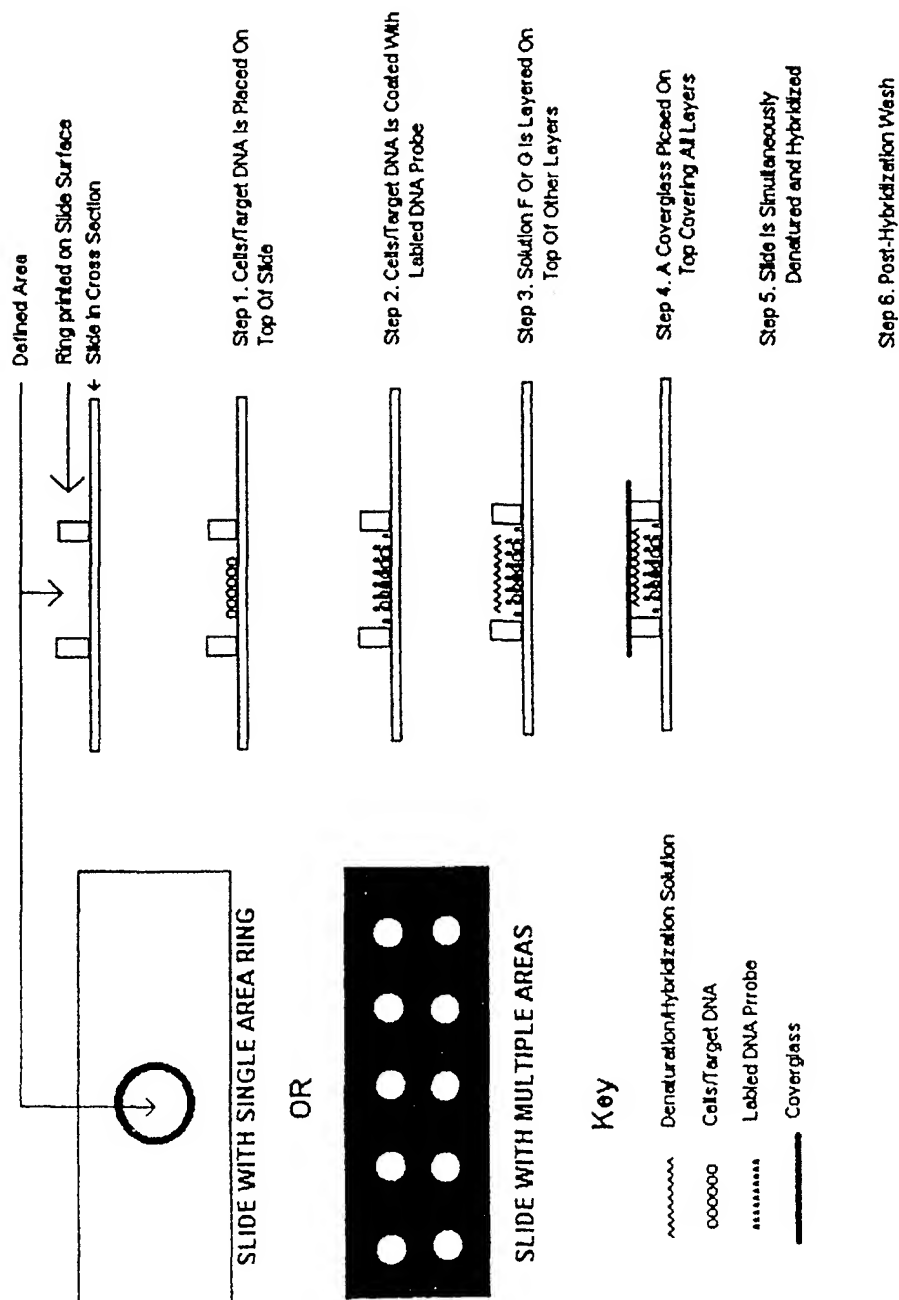 Defined Area
Ring printed on Slide Surface
← Slide in Cross Section
Step 1. Cells/Target DNA Is Placed On
Top Of Slide
Step 2. Cells/Target DNA Is Coated With
Labled DNA Probe
Step 3. Solution F Or G Is Layered On
Top Of Other Layers
Step 4. A Coverglass Plcaed On
Top Covering All Layers
Step 5. Slide Is Simultaneously
Denatured and Hybridized
Step 6. Post-Hybridization Wash
SLIDE WITH SINGLE AREA RING
OR
SLIDE WITH MULTIPLE AREAS
Key
Denaturation/Hybridization Solution
Cells/Target DNA
Labled DNA Prrobe
Coverglass